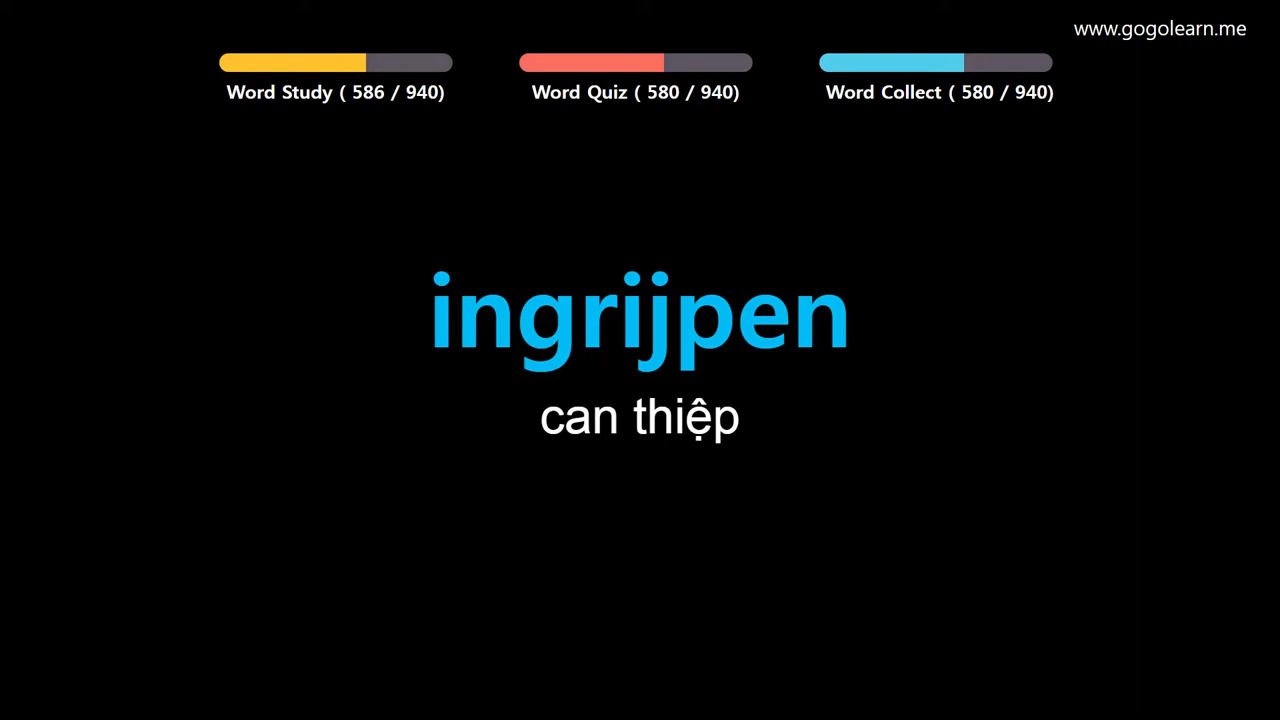 www.gogolearn.me
Word Study ( 586 / 940)
Word Quiz ( 580 / 940)
Word Collect ( 580 / 940)
ingrijpen
can thiệp